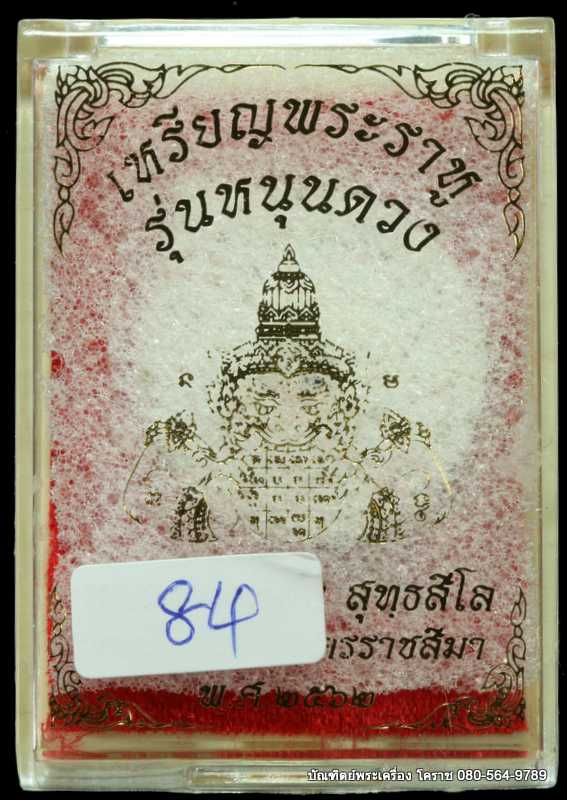 เหรียญพระราหู
รุ่นหนุนดวง
84
สุทฺธสีโล
รราชสีมา
พ.ศ.๒๕๖๒
บัณฑิตย์พระเครื่อง โคราช 080-564-9789